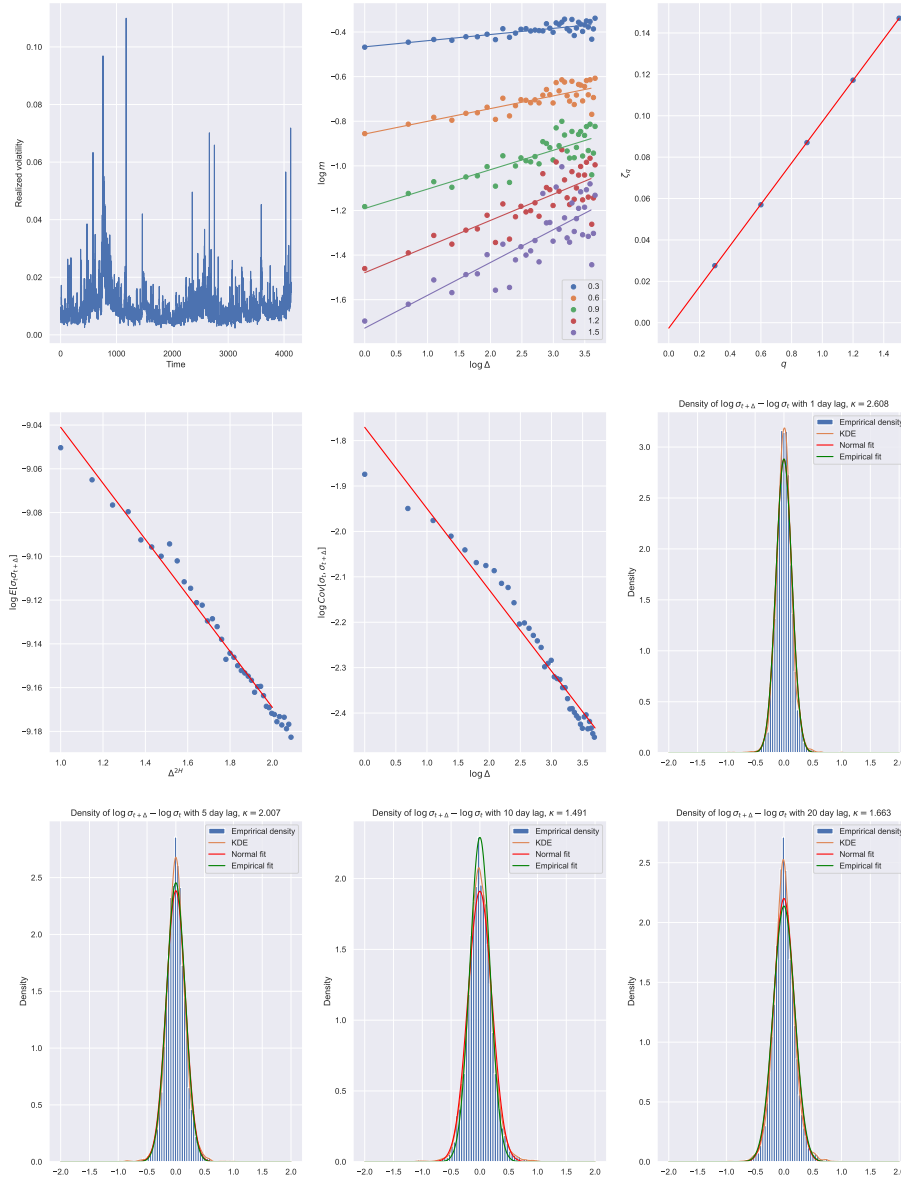 0.10
0.08
0.06
0.04
0.02
0.00
Realized volatility
0 1000 2000 3000 4000
Time
−0.4
−0.6
−0.8
−1.0
−1.2
−1.4
−1.6
log m
0.3
0.6
0.9
1.2
1.5
0.0 0.5 1.0 1.5 2.0 2.5 3.0 3.5
log Δ
0.14
0.12
0.10
0.08
0.06
0.04
0.02
0.00
ζq
0.0 0.2 0.4 0.6 0.8 1.0 1.2 1.4
q
−9.04
−9.06
−9.08
−9.10
−9.12
−9.14
−9.16
−9.18
log E[σtσt+Δ]
1.0 1.2 1.4 1.6 1.8 2.0
Δ2H
−1.8
−1.9
−2.0
−2.1
−2.2
−2.3
−2.4
log Cov[σt, σt+Δ]
0.0 0.5 1.0 1.5 2.0 2.5 3.0 3.5
log Δ
Density of log σt+Δ − log σt with 1 day lag, κ = 2.608
Emprirical density
KDE
Normal fit
Empirical fit
3.0
2.5
2.0
1.5
1.0
0.5
0.0
Density
−2.0 −1.5 −1.0 −0.5 0.0 0.5 1.0 1.5 2.0
Density of log σt+Δ − log σt with 5 day lag, κ = 2.007
Emprirical density
KDE
Normal fit
Empirical fit
2.5
2.0
1.5
1.0
0.5
0.0
Density
−2.0 −1.5 −1.0 −0.5 0.0 0.5 1.0 1.5 2.0
Density of log σt+Δ − log σt with 10 day lag, κ = 1.491
Emprirical density
KDE
Normal fit
Empirical fit
2.0
1.5
1.0
0.5
0.0
Density
−2.0 −1.5 −1.0 −0.5 0.0 0.5 1.0 1.5 2.0
Density of log σt+Δ − log σt with 20 day lag, κ = 1.663
Emprirical density
KDE
Normal fit
Empirical fit
2.5
2.0
1.5
1.0
0.5
0.0
Density
−2.0 −1.5 −1.0 −0.5 0.0 0.5 1.0 1.5 2.0